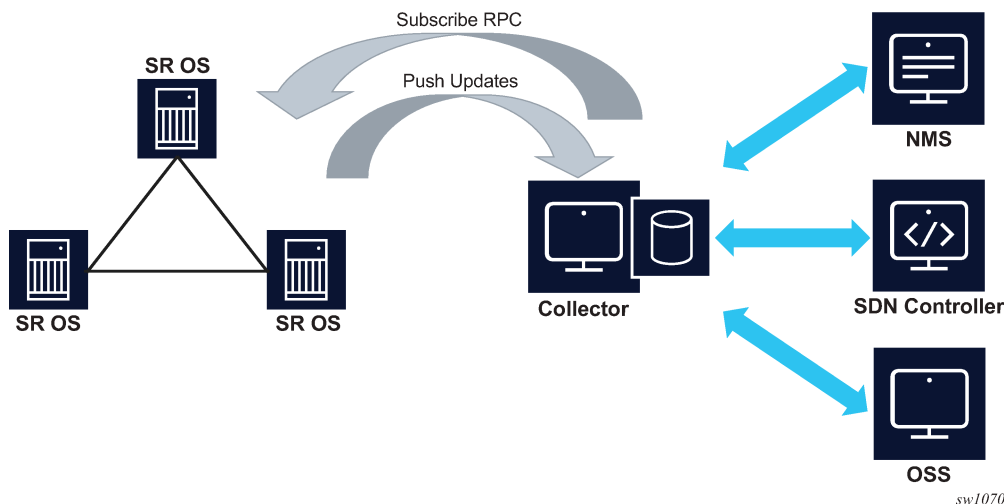 Subscribe RPC
SR OS
Push Updates
NMS
SR OS
SR OS
Collector
</>
SDN Controller
OSS
sw1070